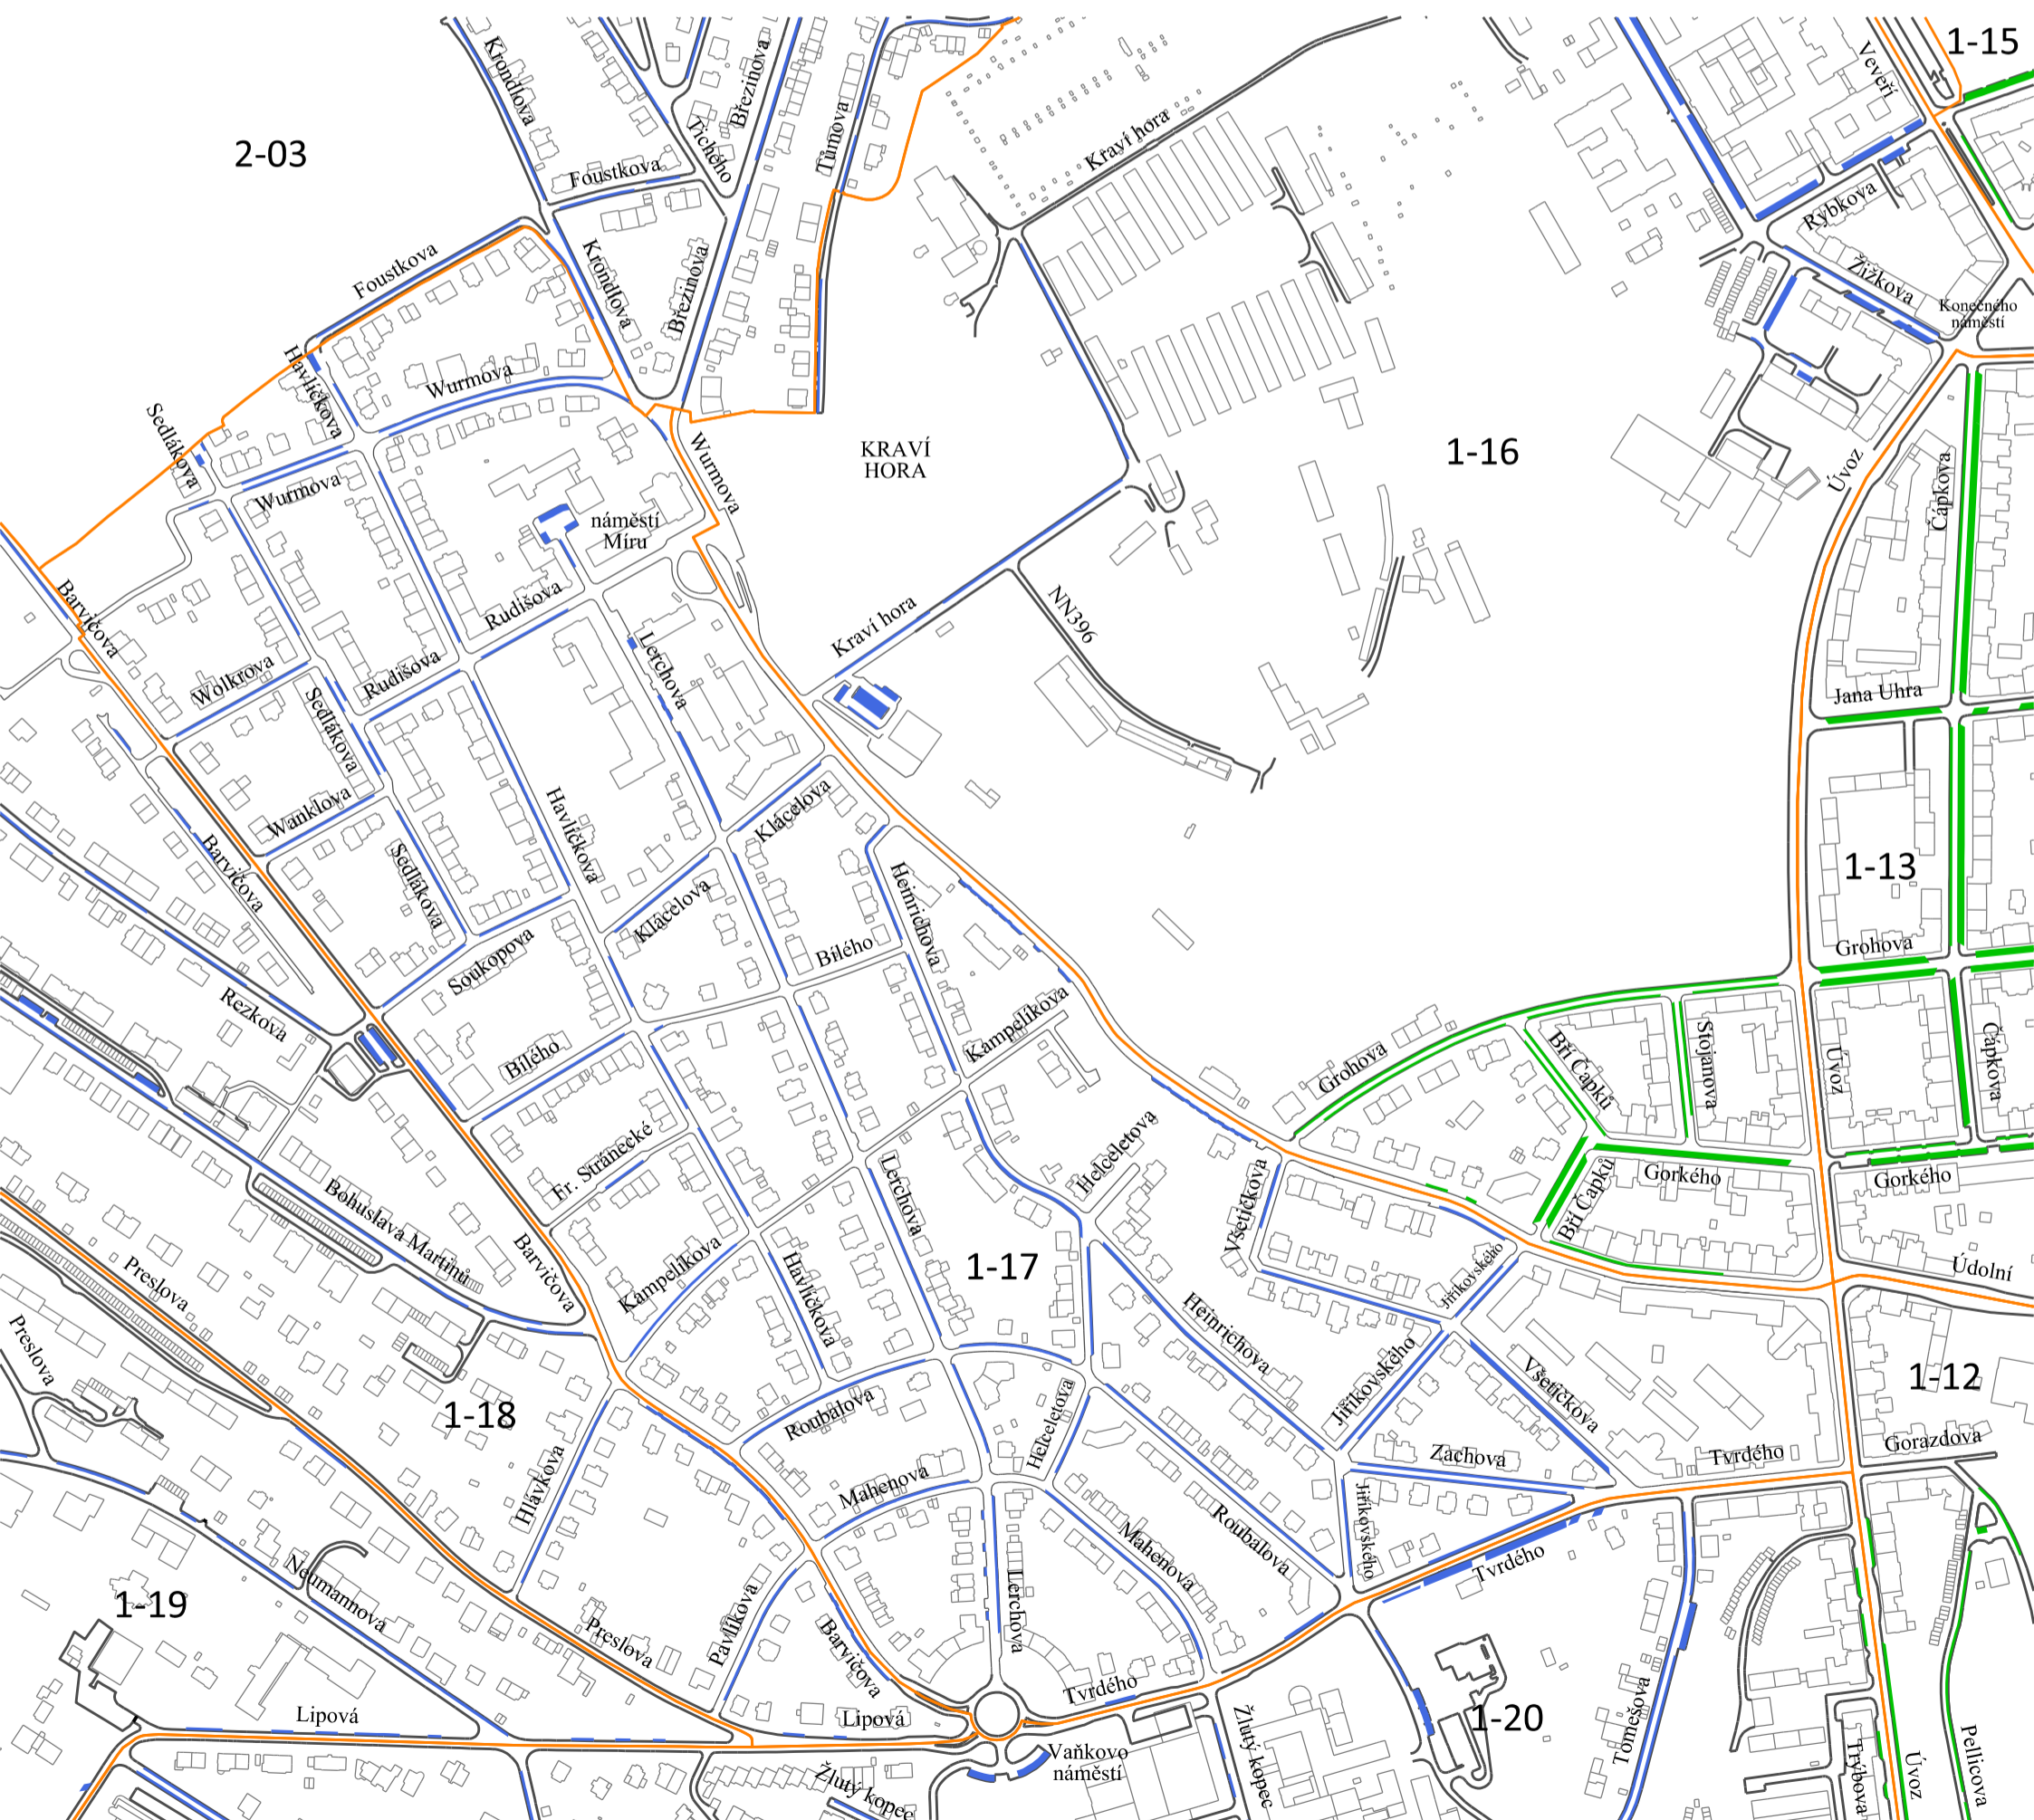 1-15
Veveří
Krondlova
Březinova
Tůmova
Tichého
Kraví hora
2-03
Foustkova
Rybkova
Foustkova
Krondlova
Březinova
Žižkova
Konečného
náměstí
Havlíčkova
Wurmova
Sedlákova
Wurmova
KRAVÍ
HORA
1-16
Úvoz
Čápkova
Wurmova
náměstí
Míru
Barvičova
Rudišova
Kraví hora
NN396
Lerchova
Wolkrova
Rudišova
Sedlákova
Jana Uhra
Wanklova
Havlíčkova
Klácelova
Barvičova
Sedlákova
Klácelova
Heinrichova
1-13
Grohova
Bílého
Soukopova
Rezkova
Kampelíkova
Bílého
Grohova
Bří Čapků
Stojanova
Úvoz
Čápkova
Fr. Stránecké
Helceletova
Lerchova
Všetičkova
Bří Čapků
Gorkého
Gorkého
Bohuslava Martinů
Barvičova
Kampelíkova
Havlíčkova
1-17
Jiříkovského
Údolní
Preslova
Preslova
Heinrichova
Jiříkovského
Všetičkova
1-12
1-18
Roubalova
Helceletova
Zachova
Tvrdého
Gorazdova
Hlávkova
Mahenova
Jiříkovského
Roubalova
Mahenova
Tvrdého
1-19
Neumannova
Preslova
Pavlíkova
Barvičova
Lerchova
Tvrdého
Lipová
Lipová
Žlutý kopec
1-20
Tomešova
Úvoz
Pellicova
Trýbova
Vaňkovo
náměstí
Žlutý kopec